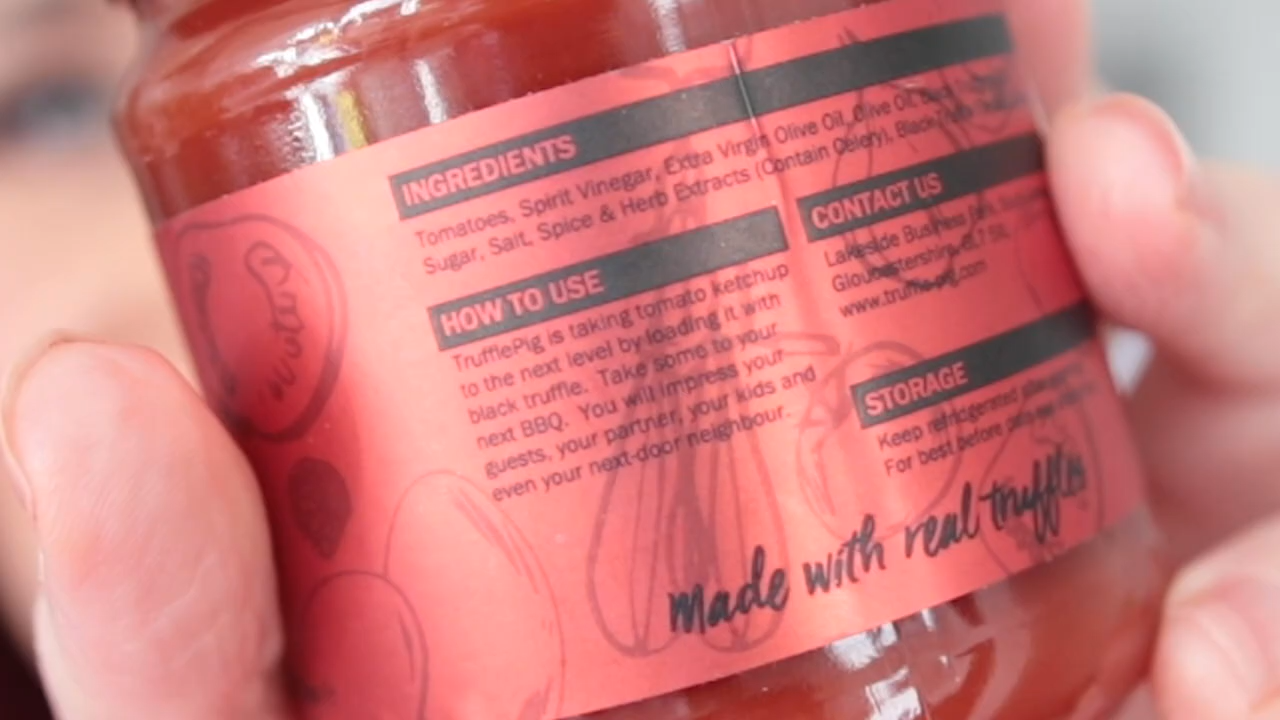 INGREDIENTS
Tomatoes, Spirit Vinegar, Extra Virgin Olive Oil, Olive Oil,
Sugar, Salt, Spice & Herb Extracts (Contain Celery), Black
HOW TO USE
TrufflePig is taking tomato ketchup
to the next level by loading it with
black truffle. Take some to your
next BBQ. You will impress your
guests, your partner, your kids and
even your next-door neighbour.
CONTACT US
Lakeside Business
Gloucestershire, GL7
www.truffle-pig.com
STORAGE
Keep refridgerated
For best before date
made with real truffles